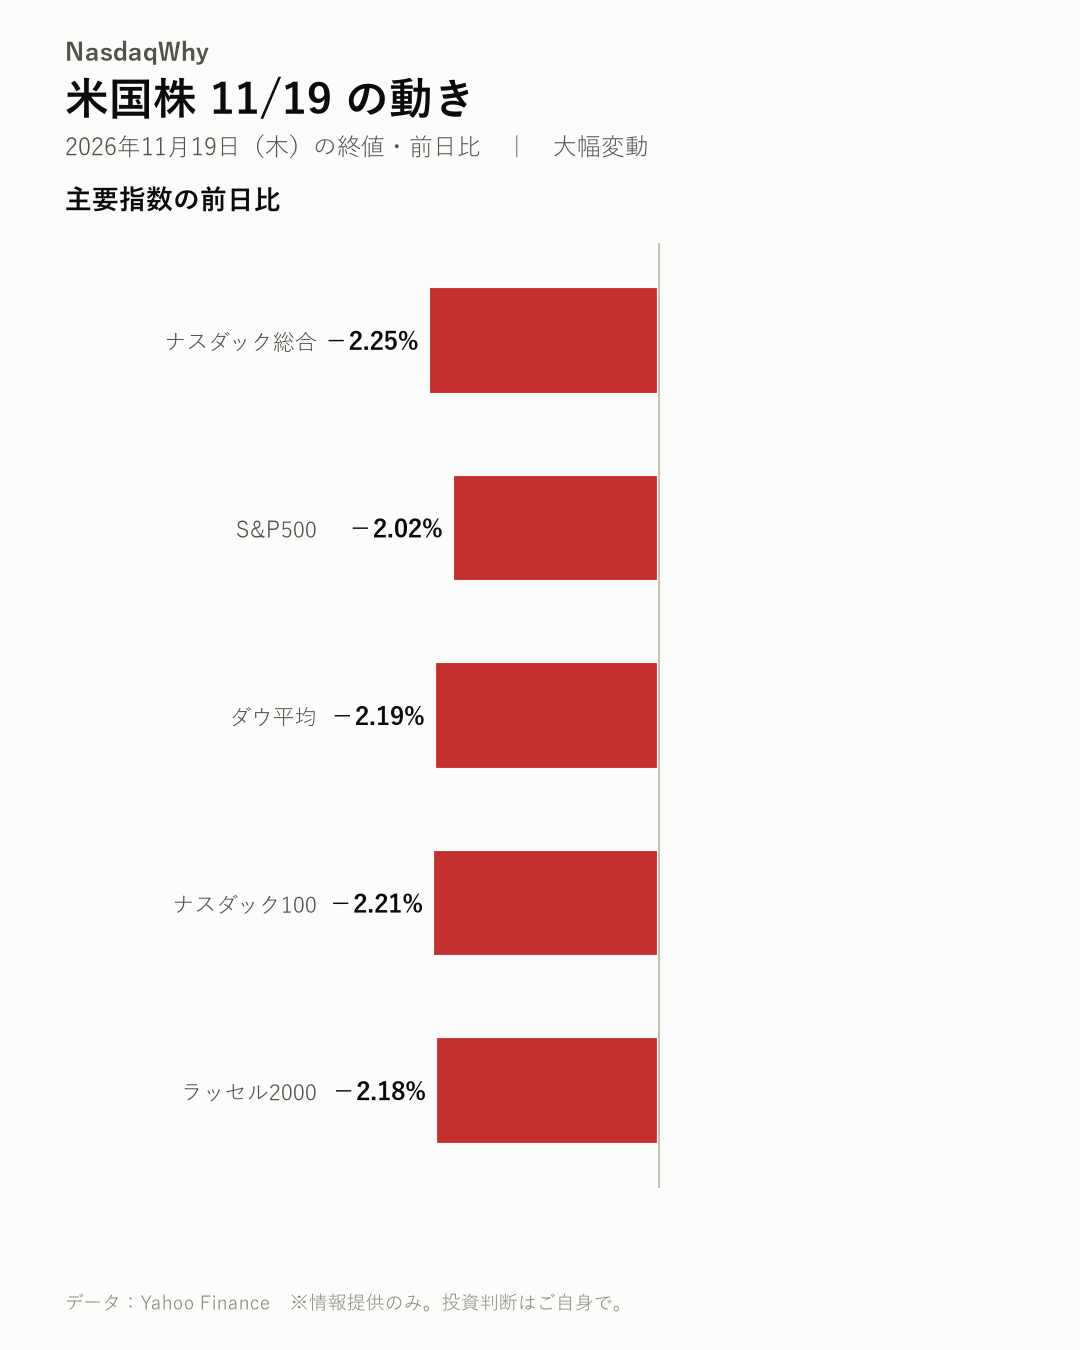 NasdaqWhy
米国株 11/19 の動き
2026年11月19日（木）の終値・前日比　｜　大幅変動
主要指数の前日比
ナスダック総合 −2.25%
S&P500 −2.02%
ダウ平均 −2.19%
ナスダック100 −2.21%
ラッセル2000 −2.18%
データ：Yahoo Finance　※情報提供のみ。投資判断はご自身で。